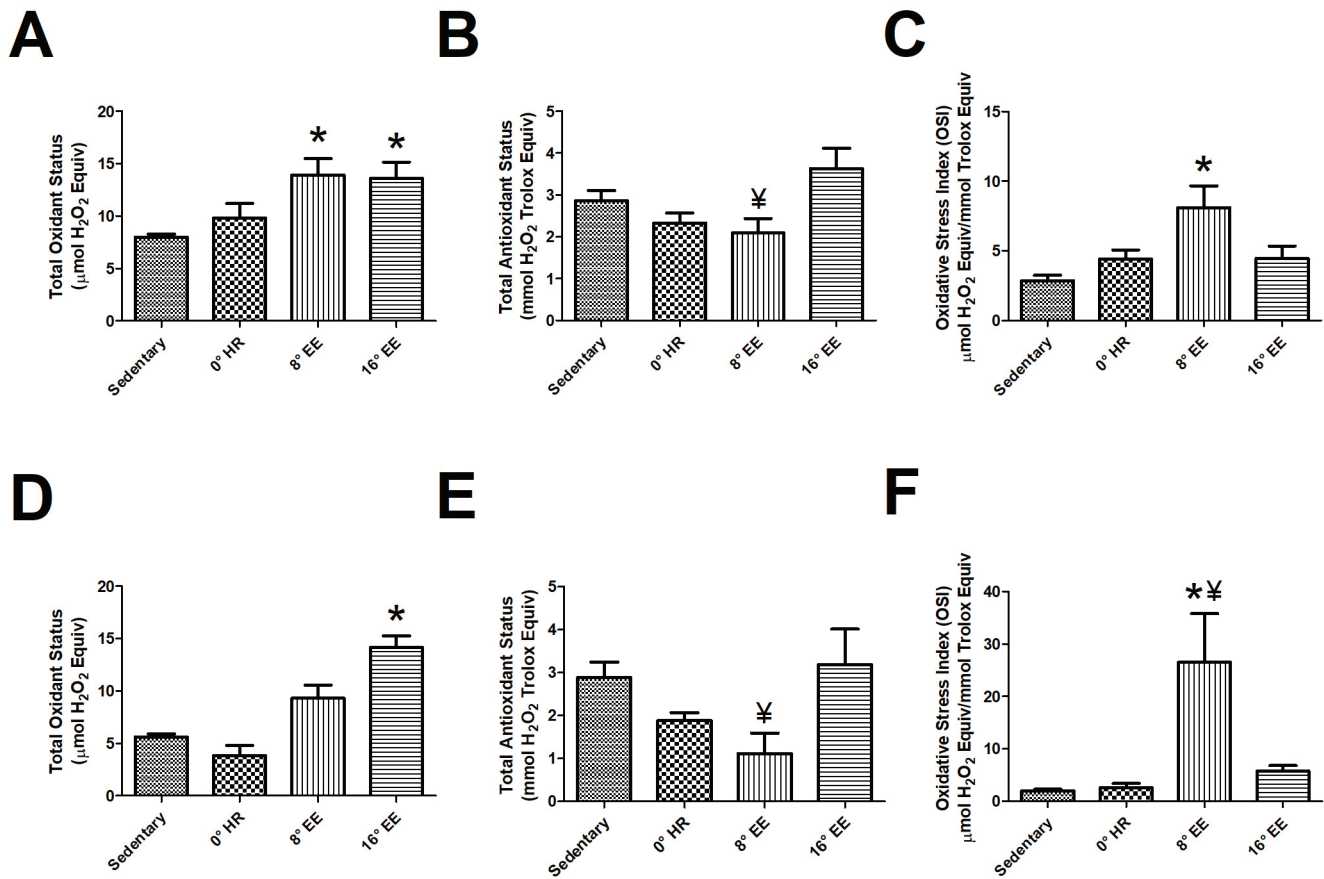 A
B
C
Total Oxidant Status
(μmol H₂O₂ Equiv)
20
15
10
5
0
*
*
Sedentary
0° HR
8° EE
16° EE
Total Antioxidant Status
(mmol H₂O₂ Trolox Equiv)
5
4
3
2
1
0
¥
Sedentary
0° HR
8° EE
16° EE
Oxidative Stress Index (OSI)
μmol H₂O₂ Equiv/mmol Trolox Equiv
15
10
5
0
*
Sedentary
0° HR
8° EE
16° EE
D
E
F
Total Oxidant Status
(μmol H₂O₂ Equiv)
20
15
10
5
0
*
Sedentary
0° HR
8° EE
16° EE
Total Antioxidant Status
(mmol H₂O₂ Trolox Equiv)
5
4
3
2
1
0
¥
Sedentary
0° HR
8° EE
16° EE
Oxidative Stress Index (OSI)
μmol H₂O₂ Equiv/mmol Trolox Equiv
40
30
20
10
0
*¥
Sedentary
0° HR
8° EE
16° EE